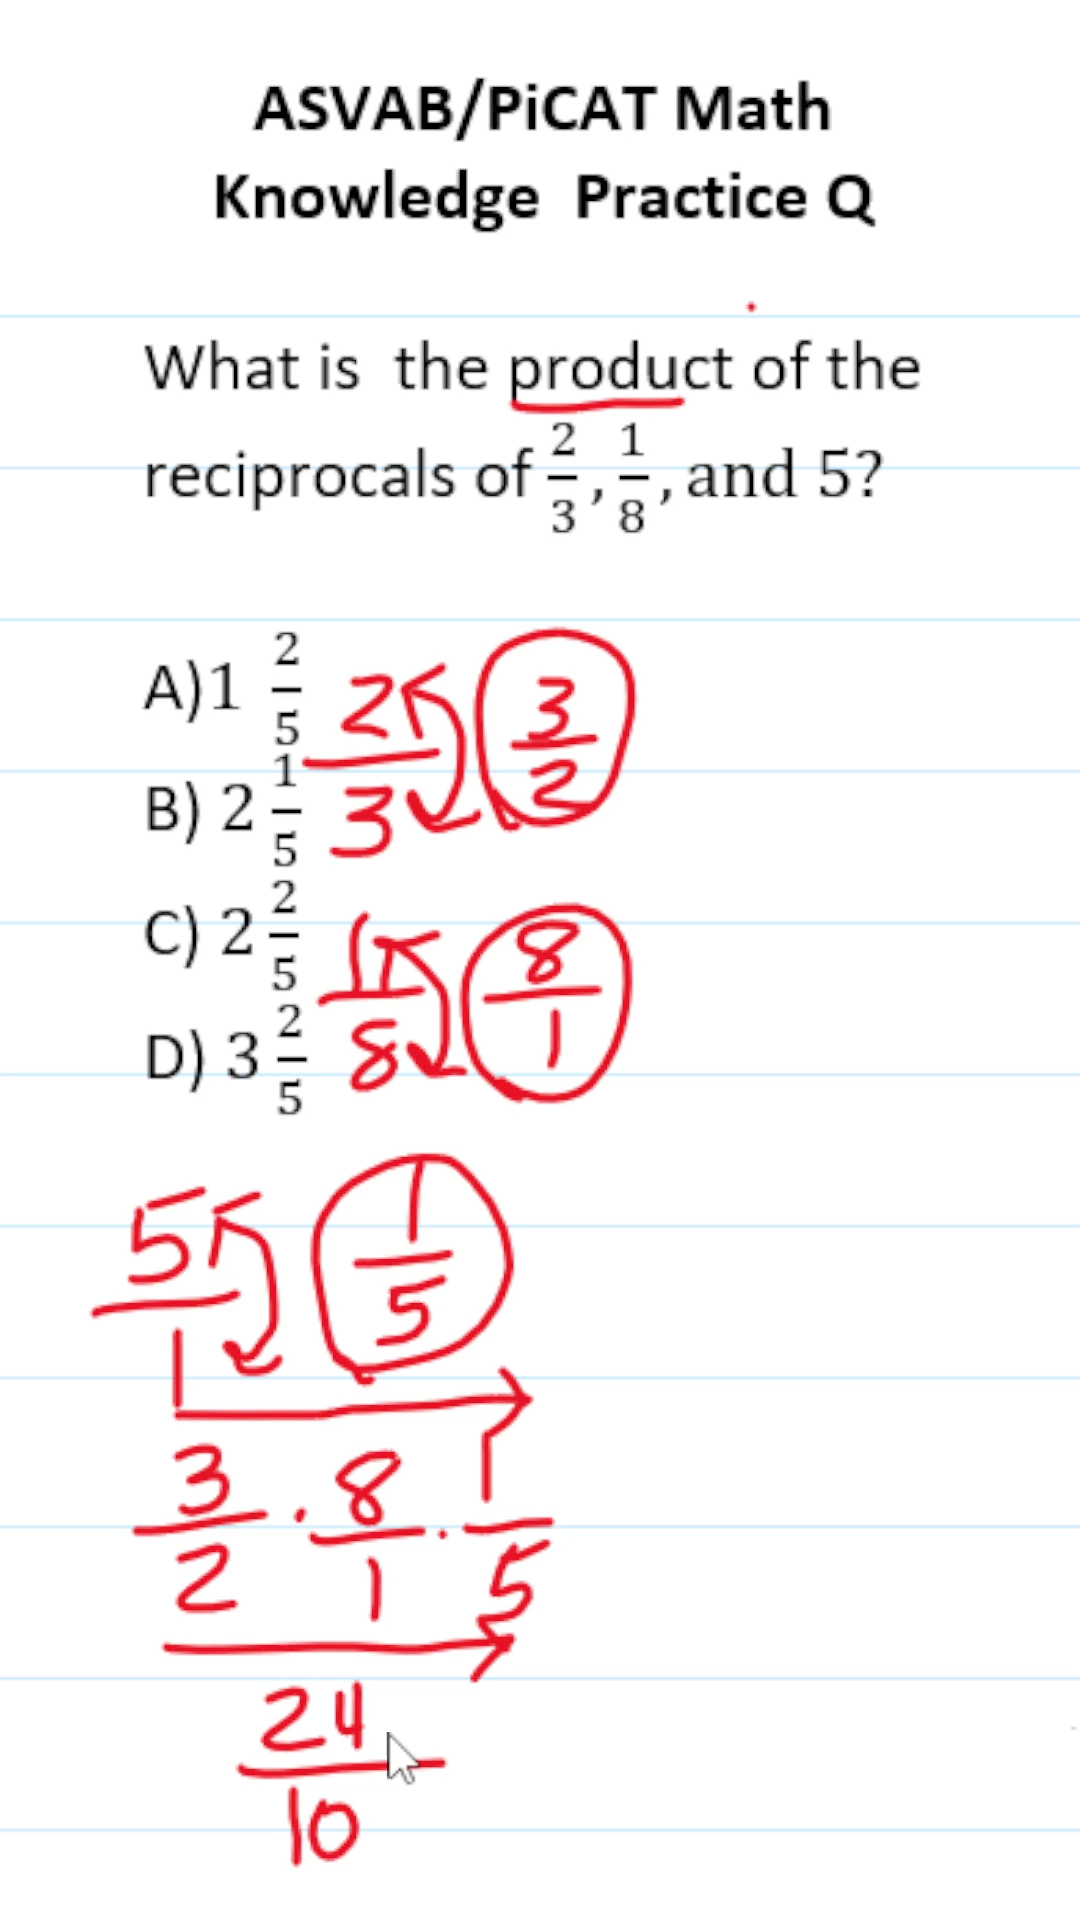 ASVAB/PiCAT Math
Knowledge Practice Q
What is the product of the
reciprocals of 2/3, 1/8, and 5?
A) 1 2/5
B) 2 1/5
C) 2 2/5
D) 3 2/5
2/3 3/2
1/8 8/1
5/1 1/5
3/2 · 8/1 · 1/5
24/10